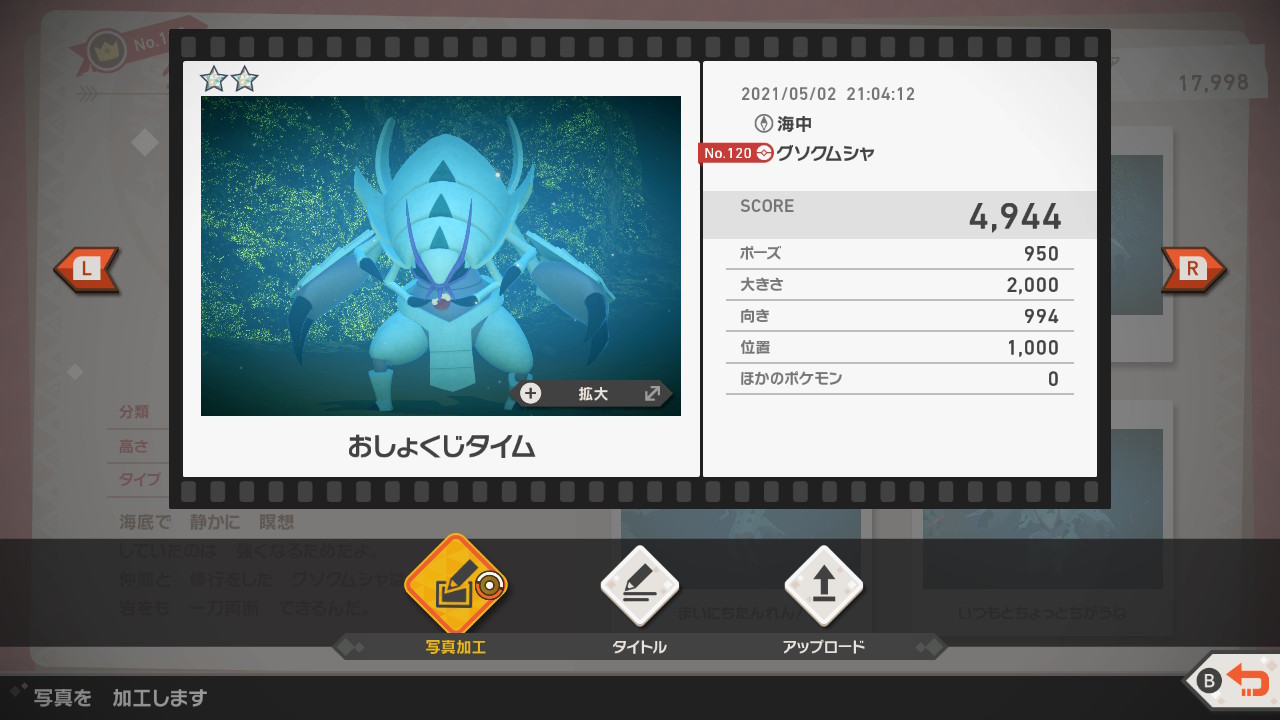 No.1
17,998
2021/05/02 21:04:12
海中
No.120 グソクムシャ
SCORE 4,944
ポーズ 950
大きさ 2,000
向き 994
位置 1,000
ほかのポケモン 0
L
R
+ 拡大
おしょくじタイム
分類
高さ
タイプ
海底で 静かに 瞑想
していたのは 強くなるためだよ。
仲間と 修行をした グソクムシャは
一刀両断 できるんだ。
まいにちたんれん
いつもとちょっとちがうな
写真加工
タイトル
アップロード
写真を 加工します
B